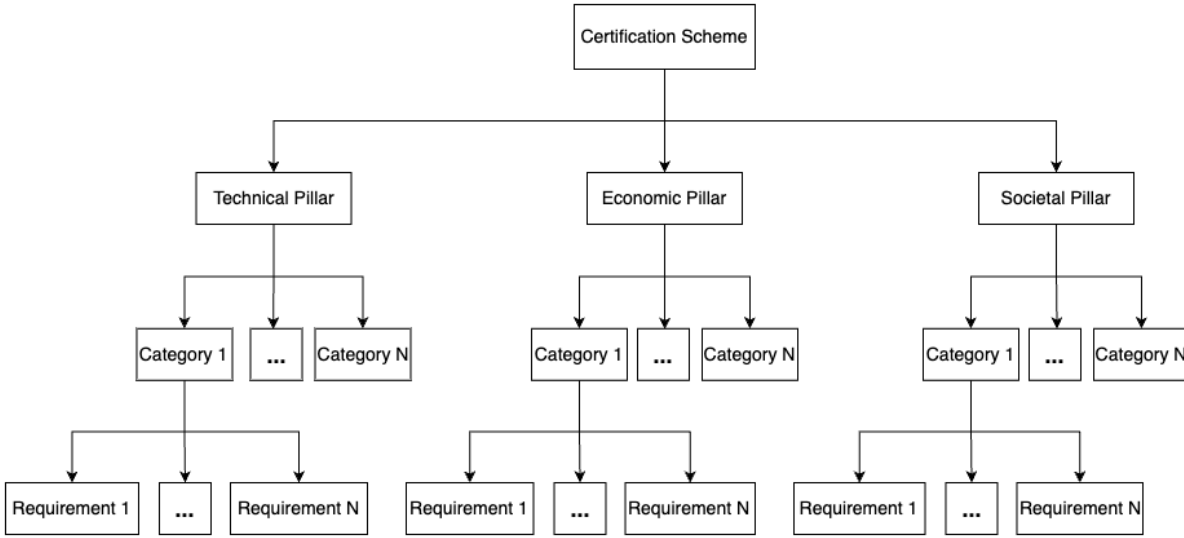 Certification Scheme
Technical Pillar
Economic Pillar
Societal Pillar
Category 1
...
Category N
Category 1
...
Category N
Category 1
...
Category N
Requirement 1
...
Requirement N
Requirement 1
...
Requirement N
Requirement 1
...
Requirement N